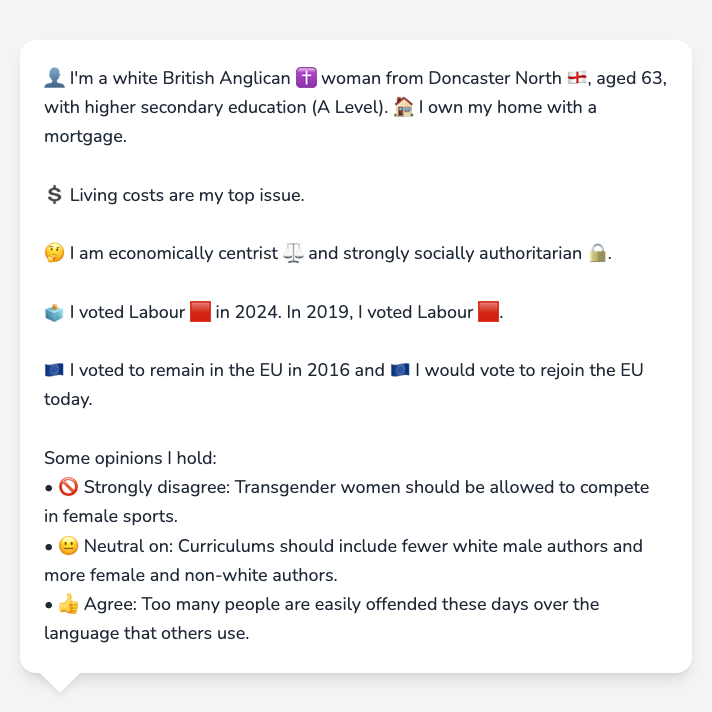 👤 I'm a white British Anglican ✝️ woman from Doncaster North 🏴󠁧󠁢󠁥󠁮󠁧󠁿, aged 63,
with higher secondary education (A Level). 🏠 I own my home with a
mortgage.
💲 Living costs are my top issue.
🤔 I am economically centrist ⚖️ and strongly socially authoritarian 🔒.
🗳️ I voted Labour 🟥 in 2024. In 2019, I voted Labour 🟥.
🇪🇺 I voted to remain in the EU in 2016 and 🇪🇺 I would vote to rejoin the EU
today.
Some opinions I hold:
• 🚫 Strongly disagree: Transgender women should be allowed to compete
in female sports.
• 😐 Neutral on: Curriculums should include fewer white male authors and
more female and non-white authors.
• 👍 Agree: Too many people are easily offended these days over the
language that others use.